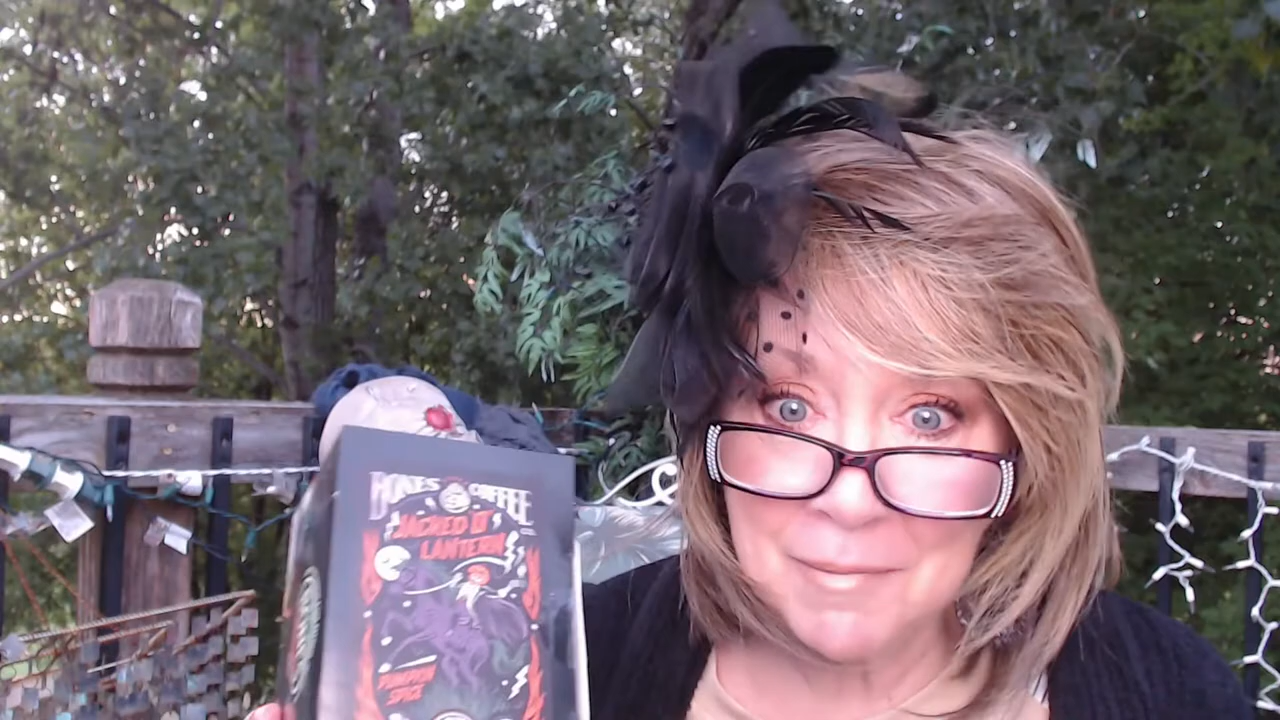 BONES COFFEE
JACKED O'
LANTERN
PUMPKIN
SPICE